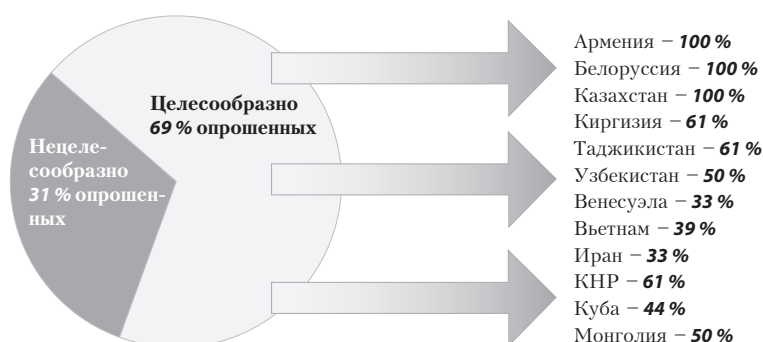 Целесообразно
69 % опрошенных
Нецеле-
сообразно
31 % опрошен-
ных
Армения – 100 %
Белоруссия – 100 %
Казахстан – 100 %
Киргизия – 61 %
Таджикистан – 61 %
Узбекистан – 50 %
Венесуэла – 33 %
Вьетнам – 39 %
Иран – 33 %
КНР – 61 %
Куба – 44 %
Монголия – 50 %